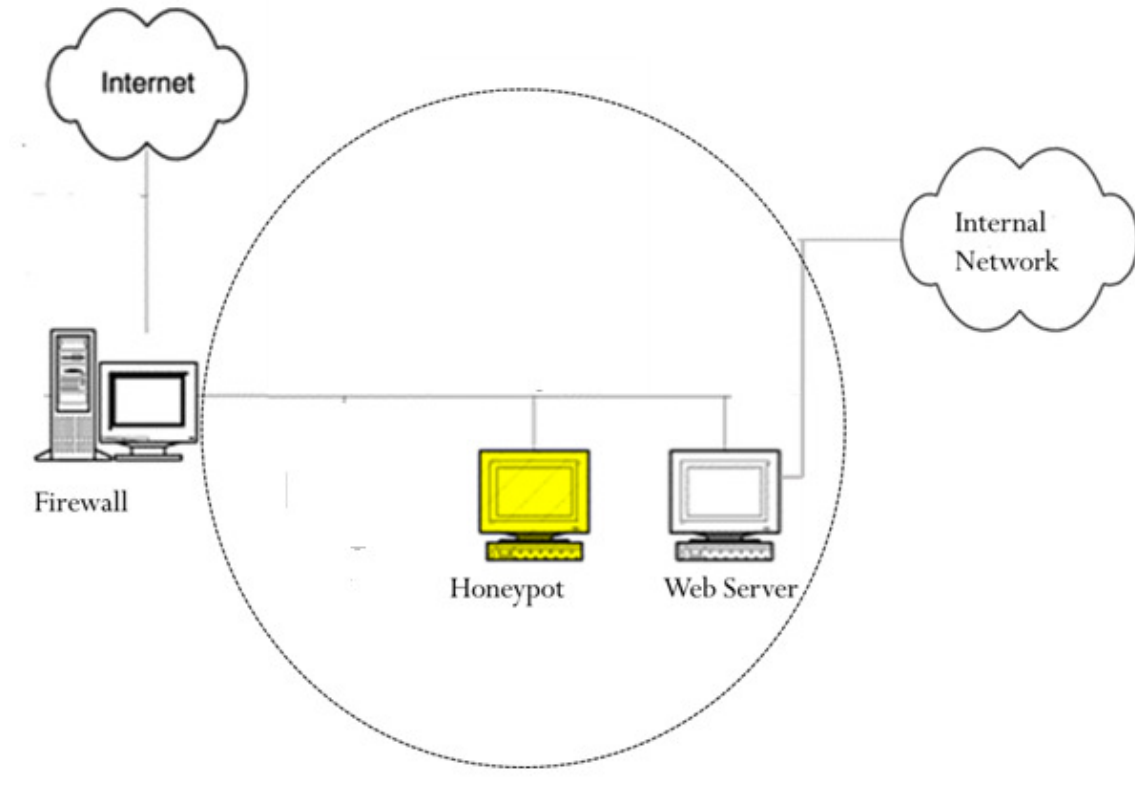 Internet
Internal
Network
Firewall
Honeypot
Web Server